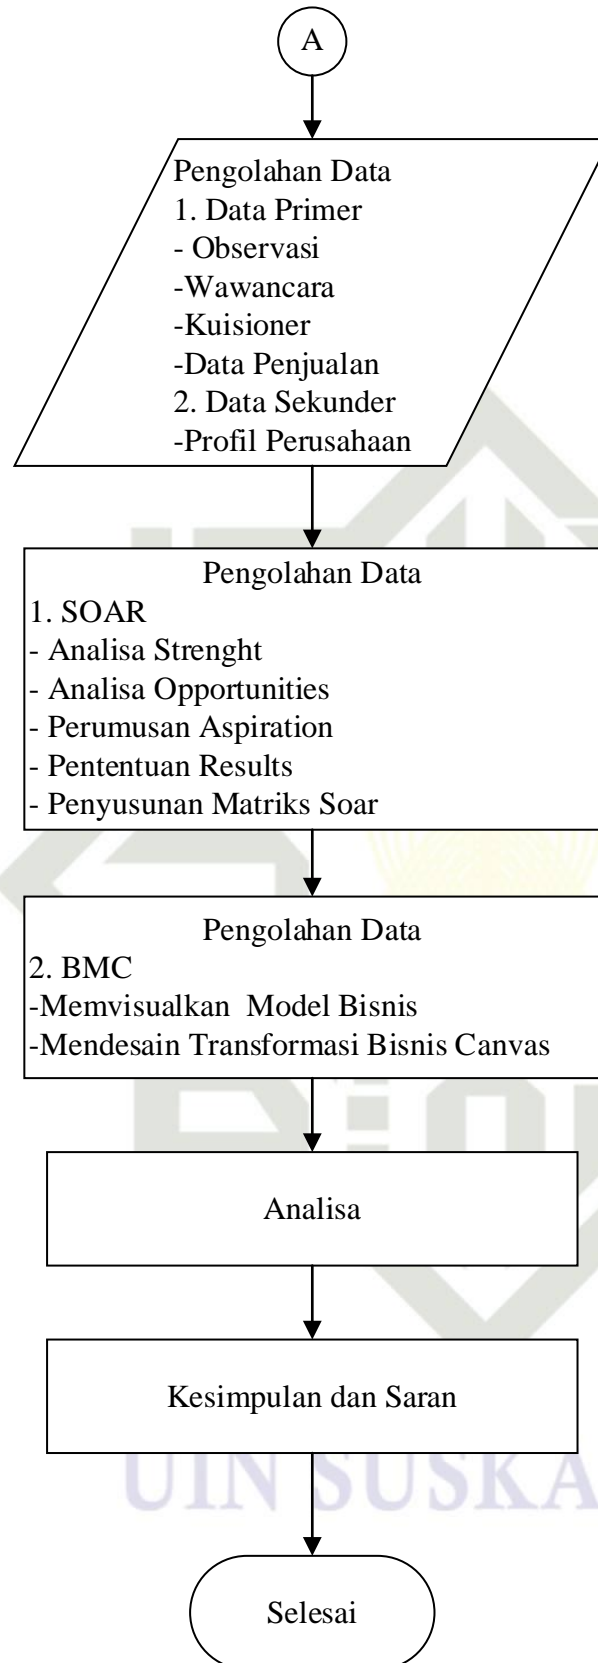 A
Pengolahan Data
1. Data Primer
- Observasi
-Wawancara
-Kuisioner
-Data Penjualan
2. Data Sekunder
-Profil Perusahaan
Pengolahan Data
1. SOAR
- Analisa Strenght
- Analisa Opportunities
- Perumusan Aspiration
- Pententuan Results
- Penyusunan Matriks Soar
Pengolahan Data
2. BMC
-Memvisualkan Model Bisnis
-Mendesain Transformasi Bisnis Canvas
Analisa
Kesimpulan dan Saran
UIN SUSKA
Selesai